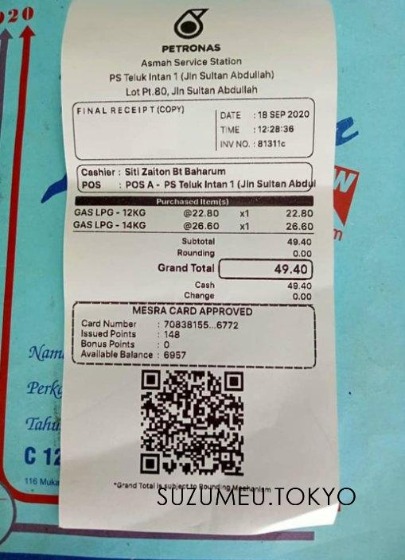 2020
PETRONAS
Asmah Service Station
PS Teluk Intan 1 (Jln Sultan Abdullah)
Lot Pt.80, Jln Sultan Abdullah
FINAL RECEIPT (COPY)
DATE : 18 SEP 2020
TIME : 12:28:36
INV NO. : 81311c
Cashier : Siti Zaiton Bt Baharum
POS : POS A - PS Teluk Intan 1 (Jln Sultan Abdul
Purchased Item(s)
GAS LPG - 12KG @22.80 x1 22.80
GAS LPG - 14KG @26.60 x1 26.60
Subtotal 49.40
Rounding 0.00
Grand Total 49.40
Cash 49.40
Change 0.00
MESRA CARD APPROVED
Card Number : 70838155...6772
Issued Points : 148
Bonus Points : 0
Available Balance : 6957
Nam
Perk
Tahu
C 12
116 Muka
*Grand Total is subject to Rounding Mechanism
SUZUMEU.TOKYO